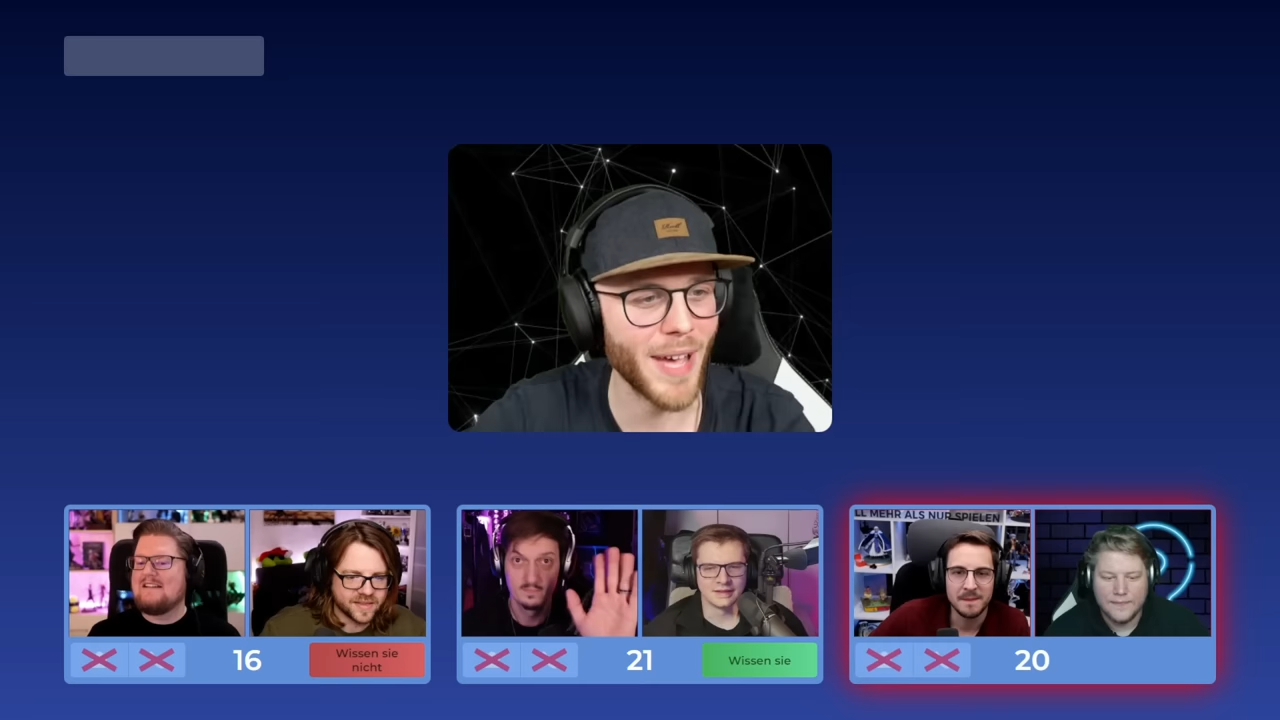 LL MEHR ALS NUR SPIELEN
16
Wissen sie
nicht
21
Wissen sie
20